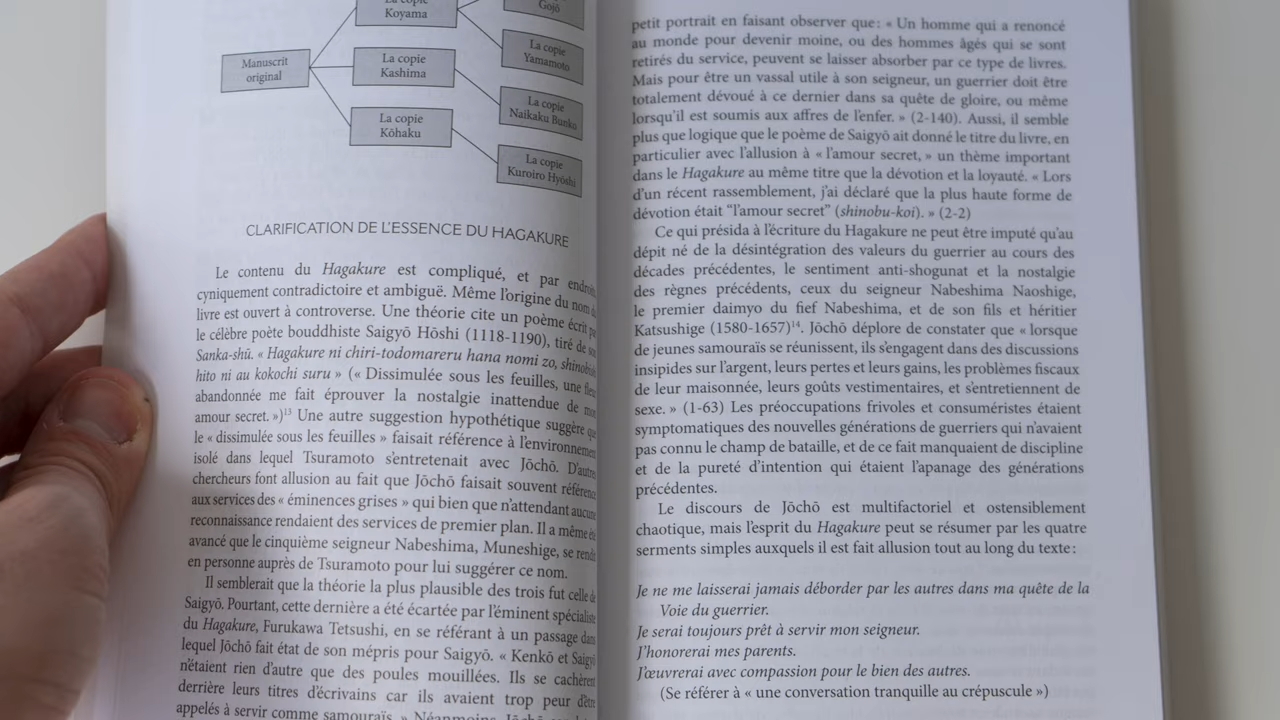 La copie
Koyama
Gojō
La copie
Yamamoto
Manuscrit
original
La copie
Kashima
La copie
Naikaku Bunko
La copie
Kōhaku
La copie
Kuroiro Hyōshi
CLARIFICATION DE L'ESSENCE DU HAGAKURE
Le contenu du Hagakure est compliqué, et par endroits
cyniquement contradictoire et ambiguë. Même l'origine du nom du
livre est ouvert à controverse. Une théorie cite un poème écrit par
le célèbre poète bouddhiste Saigyō Hōshi (1118-1190), tiré de son
Sanka-shū. « Hagakure ni chiri-todomareru hana nomi zo, shinobishi
hito ni au kokochi suru » (« Dissimulée sous les feuilles, une fleur
abandonnée me fait éprouver la nostalgie inattendue de mon
amour secret. »)¹³ Une autre suggestion hypothétique suggère que
le « dissimulée sous les feuilles » faisait référence à l'environnement
isolé dans lequel Tsuramoto s'entretenait avec Jōchō. D'autres
chercheurs font allusion au fait que Jōchō faisait souvent référence
aux services des « éminences grises » qui bien que n'attendant aucune
reconnaissance rendaient des services de premier plan. Il a même été
avancé que le cinquième seigneur Nabeshima, Muneshige, se rendit
en personne auprès de Tsuramoto pour lui suggérer ce nom.
Il semblerait que la théorie la plus plausible des trois fut celle de
Saigyō. Pourtant, cette dernière a été écartée par l'éminent spécialiste
du Hagakure, Furukawa Tetsushi, en se référant à un passage dans
lequel Jōchō fait état de son mépris pour Saigyō. « Kenkō et Saigyō
n'étaient rien d'autre que des poules mouillées. Ils se cachèrent
derrière leurs titres d'écrivains car ils avaient trop peur d'être
appelés à servir comme samouraïs. » Néanmoins, Jōchō
petit portrait en faisant observer que : « Un homme qui a renoncé
au monde pour devenir moine, ou des hommes âgés qui se sont
retirés du service, peuvent se laisser absorber par ce type de livres.
Mais pour être un vassal utile à son seigneur, un guerrier doit être
totalement dévoué à ce dernier dans sa quête de gloire, ou même
lorsqu'il est soumis aux affres de l'enfer. » (2-140). Aussi, il semble
plus que logique que le poème de Saigyō ait donné le titre du livre, en
particulier avec l'allusion à « l'amour secret, » un thème important
dans le Hagakure au même titre que la dévotion et la loyauté. « Lors
d'un récent rassemblement, j'ai déclaré que la plus haute forme de
dévotion était “l'amour secret” (shinobu-koi). » (2-2)
Ce qui présida à l'écriture du Hagakure ne peut être imputé qu'au
dépit né de la désintégration des valeurs du guerrier au cours des
décades précédentes, le sentiment anti-shogunat et la nostalgie
des règnes précédents, ceux du seigneur Nabeshima Naoshige,
le premier daimyo du fief Nabeshima, et de son fils et héritier
Katsushige (1580-1657)¹⁴. Jōchō déplore de constater que « lorsque
de jeunes samouraïs se réunissent, ils s'engagent dans des discussions
insipides sur l'argent, leurs pertes et leurs gains, les problèmes fiscaux
de leur maisonnée, leurs goûts vestimentaires, et s'entretiennent de
sexe. » (1-63) Les préoccupations frivoles et consuméristes étaient
symptomatiques des nouvelles générations de guerriers qui n'avaient
pas connu le champ de bataille, et de ce fait manquaient de discipline
et de la pureté d'intention qui étaient l'apanage des générations
précédentes.
Le discours de Jōchō est multifactoriel et ostensiblement
chaotique, mais l'esprit du Hagakure peut se résumer par les quatre
serments simples auxquels il est fait allusion tout au long du texte :
Je ne me laisserai jamais déborder par les autres dans ma quête de la
Voie du guerrier.
Je serai toujours prêt à servir mon seigneur.
J'honorerai mes parents.
J'œuvrerai avec compassion pour le bien des autres.
(Se référer à « une conversation tranquille au crépuscule »)